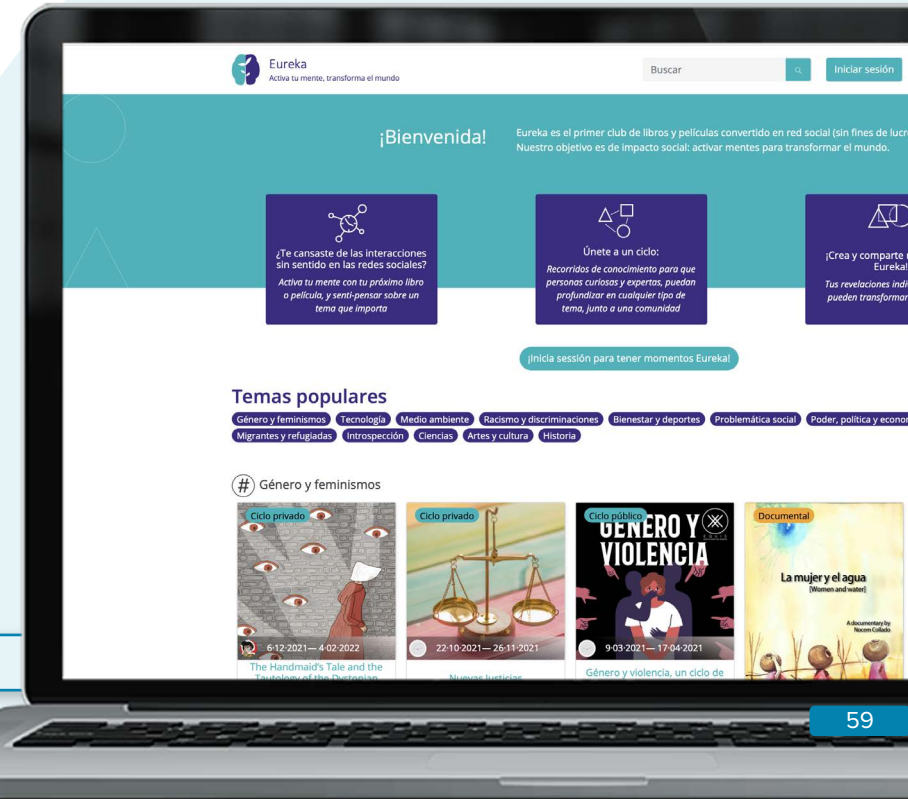 Eureka
Activa tu mente, transforma el mundo
Buscar
Iniciar sesión
¡Bienvenida!
Eureka es el primer club de libros y películas convertido en red social (sin fines de lucro
Nuestro objetivo es de impacto social: activar mentes para transformar el mundo.
¿Te cansaste de las interacciones
sin sentido en las redes sociales?
Activa tu mente con tu próximo libro
o película, y senti-pensar sobre un
tema que importa
Únete a un ciclo:
Recorridos de conocimiento para que
personas curiosas y expertas, puedan
profundizar en cualquier tipo de
tema, junto a una comunidad
¡Crea y comparte
Eureka!
Tus revelaciones
pueden transformar
¡Inicia sessión para tener momentos Eureka!
Temas populares
Género y feminismos Tecnología Medio ambiente Racismo y discriminaciones Bienestar y deportes Problemática social Poder, política y econo
Migrantes y refugiadas Introspección Ciencias Artes y cultura Historia
# Género y feminismos
Ciclo privado
6·12·2021— 4·02·2022
The Handmaid's Tale and the
Tautology of the Dystopian
Ciclo privado
22·10·2021— 26·11·2021
Nuevas Justicias
Ciclo público
GÉNERO Y
VIOLENCIA
EQUIS
9·03·2021— 17·04·2021
Género y violencia, un ciclo de
Documental
La mujer y el agua
[Women and water]
A documentary by
Nocem Collado
59